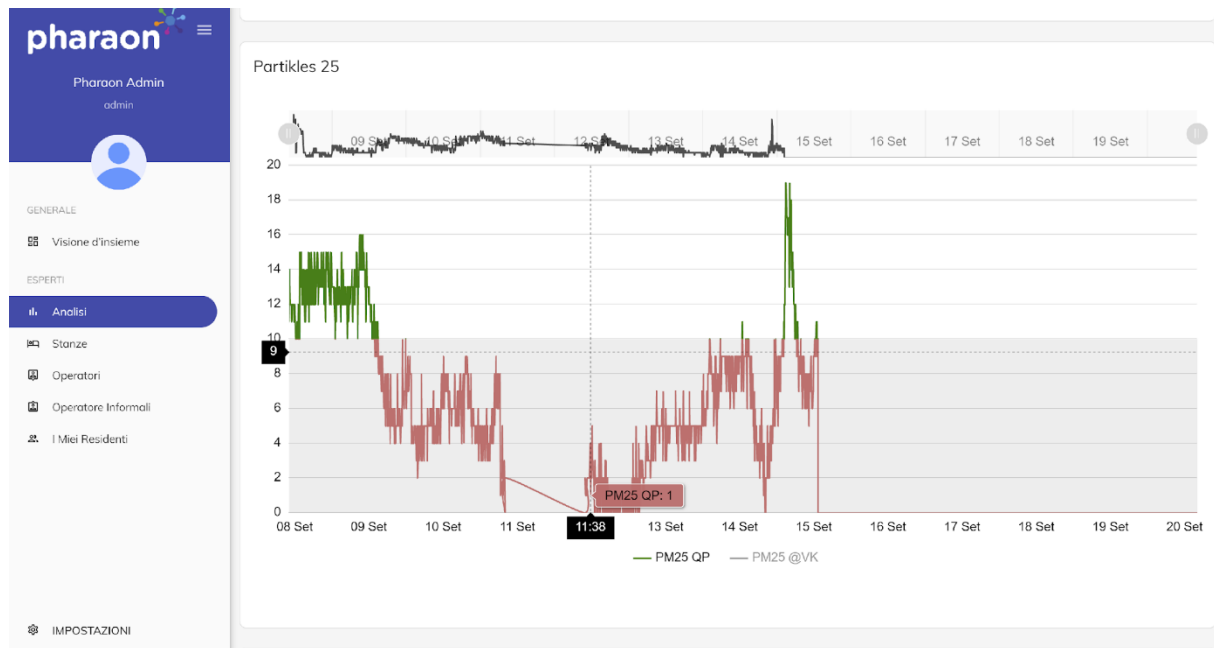 pharaon
Pharaon Admin
admin
GENERALE
Visione d'insieme
ESPERTI
Analisi
Stanze
Operatori
Operatore Informali
I Miei Residenti
IMPOSTAZIONI
Partikles 25
09 Set 10 Set 11 Set 12 Set 13 Set 14 Set 15 Set 16 Set 17 Set 18 Set 19 Set
20
18
16
14
12
10
9
8
6
4
2
0
PM25 QP: 1
08 Set 09 Set 10 Set 11 Set 11:38 13 Set 14 Set 15 Set 16 Set 17 Set 18 Set 19 Set 20 Set
PM25 QP PM25 @VK